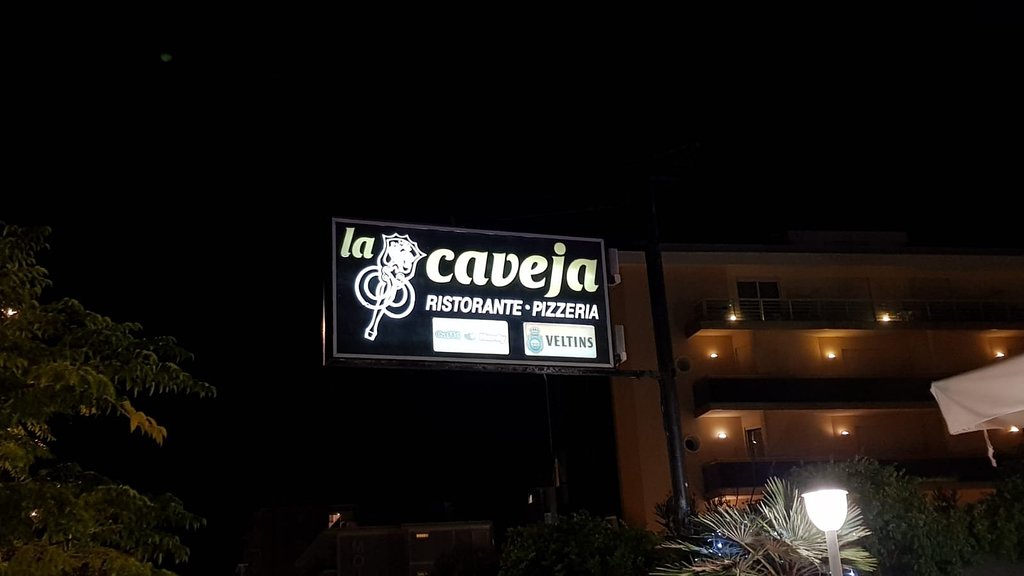 la caveja
RISTORANTE · PIZZERIA
VELTINS